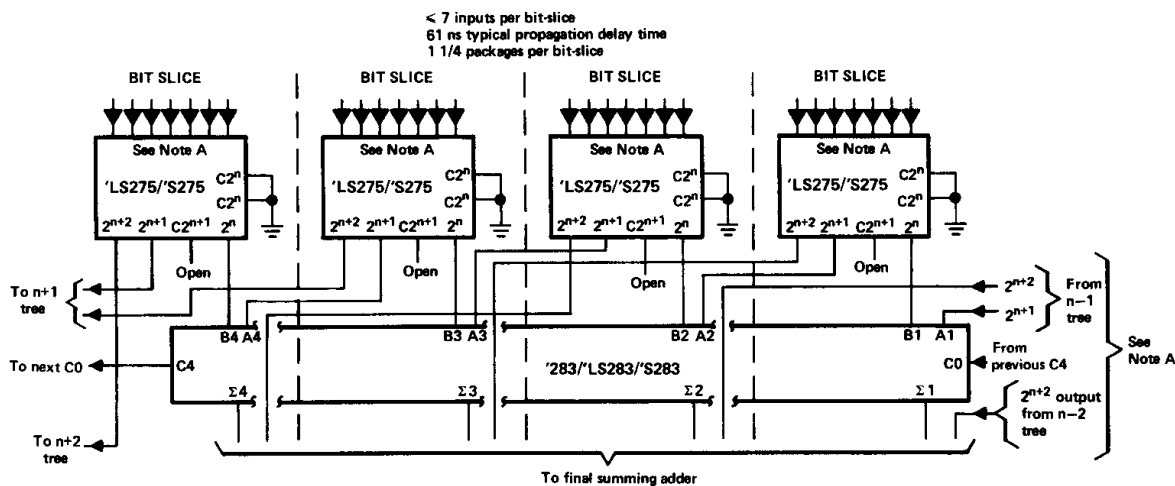 ⩽ 7 inputs per bit-slice
61 ns typical propagation delay time
1 1/4 packages per bit-slice
BIT SLICE BIT SLICE BIT SLICE BIT SLICE
See Note A See Note A See Note A See Note A
C2ⁿ C2ⁿ C2ⁿ C2ⁿ
'LS275/'S275 'LS275/'S275 'LS275/'S275 'LS275/'S275
C2ⁿ C2ⁿ C2ⁿ C2ⁿ
2ⁿ⁺² 2ⁿ⁺¹ C2ⁿ⁺¹ 2ⁿ 2ⁿ⁺² 2ⁿ⁺¹ C2ⁿ⁺¹ 2ⁿ 2ⁿ⁺² 2ⁿ⁺¹ C2ⁿ⁺¹ 2ⁿ 2ⁿ⁺² 2ⁿ⁺¹ C2ⁿ⁺¹ 2ⁿ
Open Open Open Open
To n+1
tree
2ⁿ⁺²
2ⁿ⁺¹
From
n−1
tree
B4 A4 B3 A3 B2 A2 B1 A1
To next C0
C4
'283/'LS283/'S283
C0
From
previous C4
See
Note A
Σ4 Σ3 Σ2 Σ1
2ⁿ⁺² output
from n−2
tree
To n+2
tree
To final summing adder